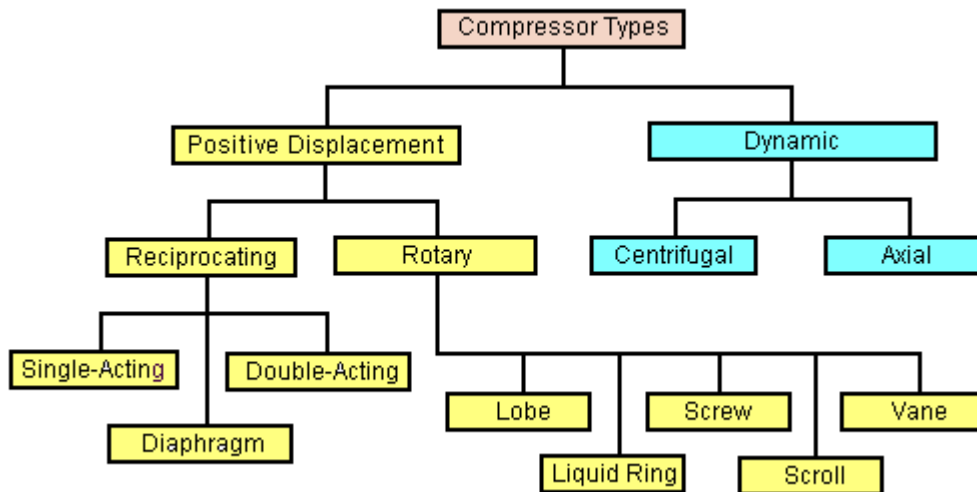 Compressor Types
Positive Displacement
Dynamic
Reciprocating
Rotary
Centrifugal
Axial
Single-Acting
Double-Acting
Diaphragm
Lobe
Screw
Vane
Liquid Ring
Scroll